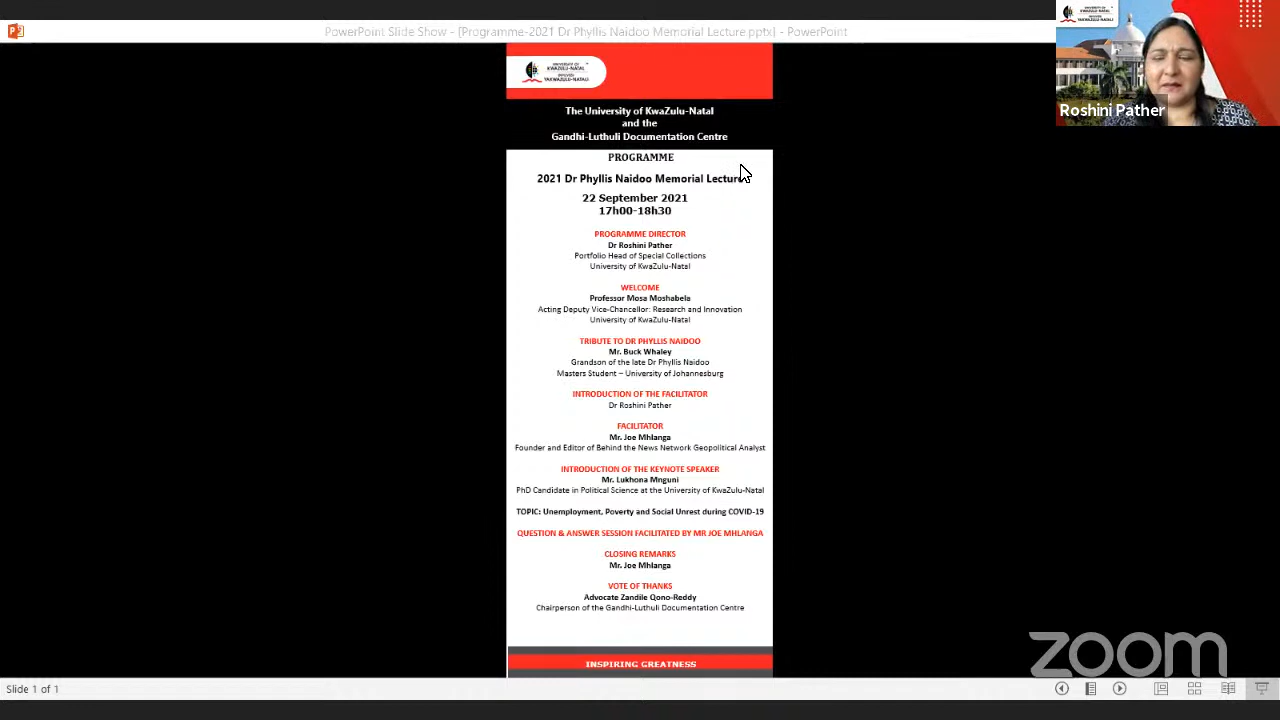 PowerPoint Slide Show - [Programme-2021 Dr Phyllis Naidoo Memorial Lecture.pptx] - PowerPoint
UNIVERSITY OF
KWAZULU-NATAL
INYUVESI
YAKWAZULU-NATALI
Roshini Pather
The University of KwaZulu-Natal
and the
Gandhi-Luthuli Documentation Centre
PROGRAMME
2021 Dr Phyllis Naidoo Memorial Lecture
22 September 2021
17h00-18h30
PROGRAMME DIRECTOR
Dr Roshini Pather
Portfolio Head of Special Collections
University of KwaZulu-Natal
WELCOME
Professor Mosa Moshabela
Acting Deputy Vice-Chancellor: Research and Innovation
University of KwaZulu-Natal
TRIBUTE TO DR PHYLLIS NAIDOO
Mr. Buck Whaley
Grandson of the late Dr Phyllis Naidoo
Masters Student – University of Johannesburg
INTRODUCTION OF THE FACILITATOR
Dr Roshini Pather
FACILITATOR
Mr. Joe Mhlanga
Founder and Editor of Behind the News Network Geopolitical Analyst
INTRODUCTION OF THE KEYNOTE SPEAKER
Mr. Lukhona Mnguni
PhD Candidate in Political Science at the University of KwaZulu-Natal
TOPIC: Unemployment, Poverty and Social Unrest during COVID-19
QUESTION & ANSWER SESSION FACILITATED BY MR JOE MHLANGA
CLOSING REMARKS
Mr. Joe Mhlanga
VOTE OF THANKS
Advocate Zandile Qono-Reddy
Chairperson of the Gandhi-Luthuli Documentation Centre
INSPIRING GREATNESS
zoom
Slide 1 of 1